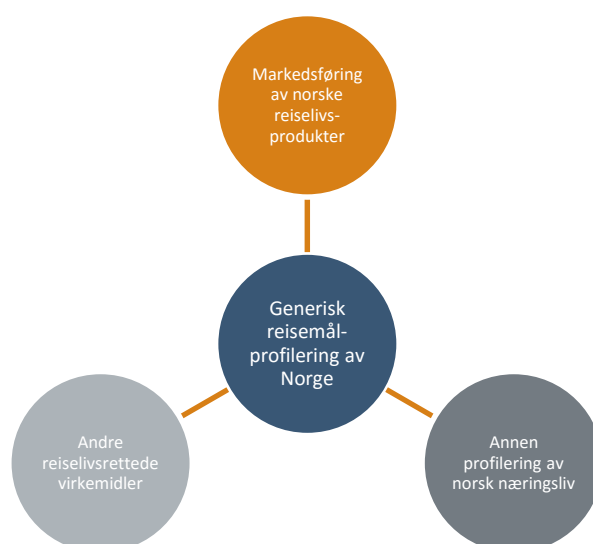 Markedsføring
av norske
reiselivs-
produkter
Generisk
reisemål-
profilering av
Norge
Andre
reiselivsrettede
virkemidler
Annen
profilering av
norsk næringsliv